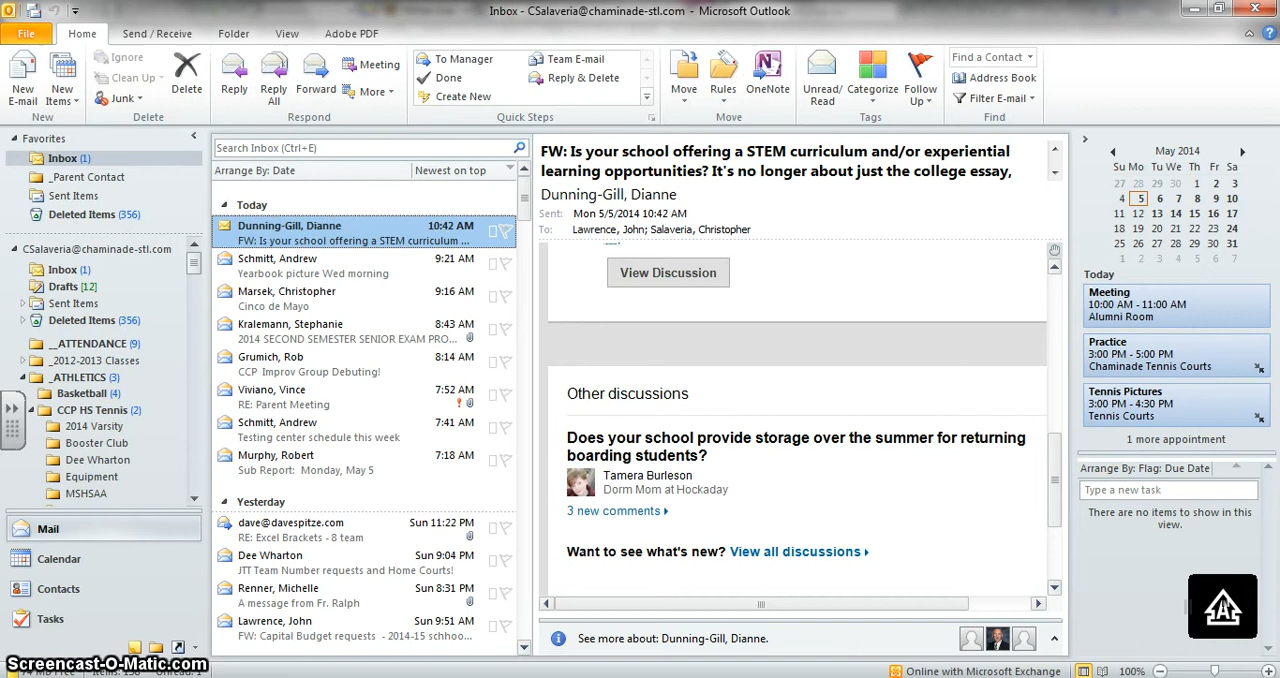 Inbox - CSalaveria@chaminade-stl.com - Microsoft Outlook
File Home Send / Receive Folder View Adobe PDF
New E-mail
New Items
New
Ignore
Clean Up
Junk
Delete
Delete
Reply
Reply All
Forward
Meeting
More
Respond
To Manager
Done
Create New
Team E-mail
Reply & Delete
Quick Steps
Move
Rules
OneNote
Move
Unread/ Read
Categorize
Follow Up
Tags
Find a Contact
Address Book
Filter E-mail
Find
Favorites
Inbox (1)
_Parent Contact
Sent Items
Deleted Items (356)
CSalaveria@chaminade-stl.com
Inbox (1)
Drafts [12]
Sent Items
Deleted Items (356)
__ATTENDANCE (9)
_2012-2013 Classes
_ATHLETICS (3)
Basketball (4)
CCP HS Tennis (2)
2014 Varsity
Booster Club
Dee Wharton
Equipment
MSHSAA
Mail
Calendar
Contacts
Tasks
Search Inbox (Ctrl+E)
Arrange By: Date Newest on top
Today
Dunning-Gill, Dianne 10:42 AM
FW: Is your school offering a STEM curriculum ...
Schmitt, Andrew 9:21 AM
Yearbook picture Wed morning
Marsek, Christopher 9:16 AM
Cinco de Mayo
Kralemann, Stephanie 8:43 AM
2014 SECOND SEMESTER SENIOR EXAM PRO...
Grumich, Rob 8:14 AM
CCP Improv Group Debuting!
Viviano, Vince 7:52 AM
RE: Parent Meeting
Schmitt, Andrew 7:41 AM
Testing center schedule this week
Murphy, Robert 7:18 AM
Sub Report: Monday, May 5
Yesterday
dave@davespitze.com Sun 11:22 PM
RE: Excel Brackets - 8 team
Dee Wharton Sun 9:04 PM
JTT Team Number requests and Home Courts!
Renner, Michelle Sun 8:31 PM
A message from Fr. Ralph
Lawrence, John Sun 9:51 AM
FW: Capital Budget requests - 2014-15 schhoo...
FW: Is your school offering a STEM curriculum and/or experiential
learning opportunities? It's no longer about just the college essay,
Dunning-Gill, Dianne
Sent: Mon 5/5/2014 10:42 AM
To: Lawrence, John; Salaveria, Christopher
View Discussion
Other discussions
Does your school provide storage over the summer for returning
boarding students?
Tamera Burleson
Dorm Mom at Hockaday
3 new comments
Want to see what's new? View all discussions
See more about: Dunning-Gill, Dianne.
May 2014
Su Mo Tu We Th Fr Sa
27 28 29 30 1 2 3
4 5 6 7 8 9 10
11 12 13 14 15 16 17
18 19 20 21 22 23 24
25 26 27 28 29 30 31
1 2 3 4 5 6 7
Today
Meeting
10:00 AM - 11:00 AM
Alumni Room
Practice
3:00 PM - 5:00 PM
Chaminade Tennis Courts
Tennis Pictures
3:00 PM - 4:30 PM
Tennis Courts
1 more appointment
Arrange By: Flag: Due Date
Type a new task
There are no items to show in this
view.
Screencast-O-Matic.com
Online with Microsoft Exchange 100%